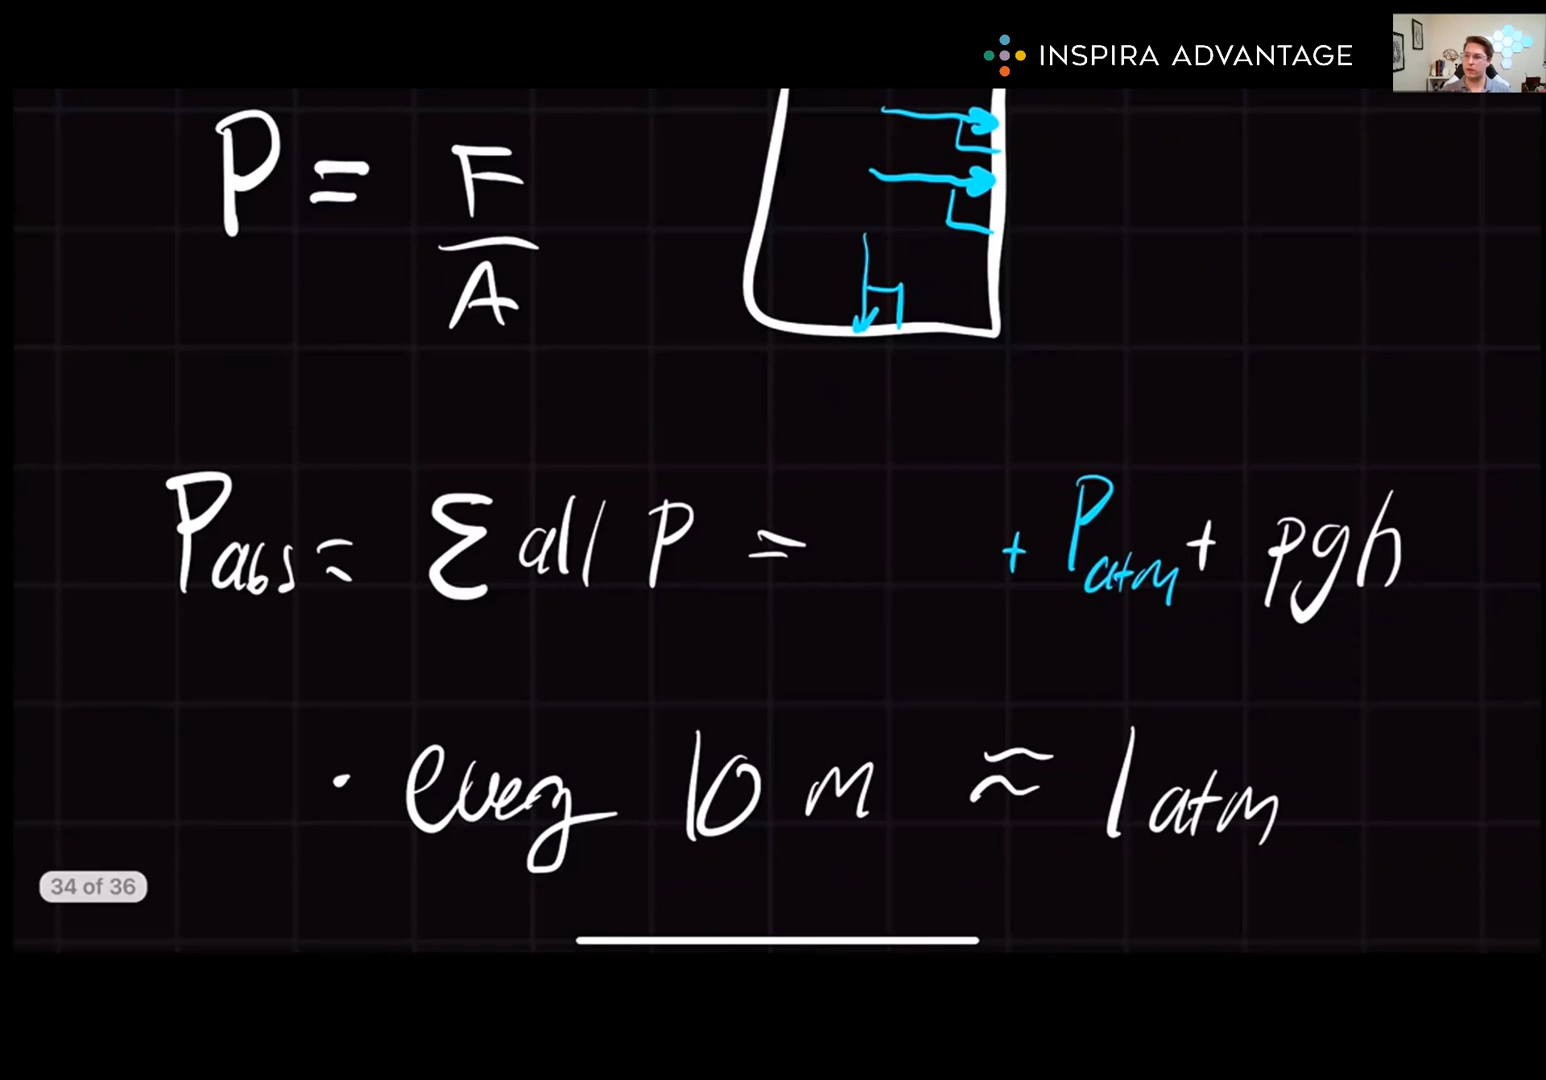 INSPIRA ADVANTAGE
P = F/A
Pabs = Σ all P = + Patm + ρgh
· every 10 m ≈ 1 atm
34 of 36